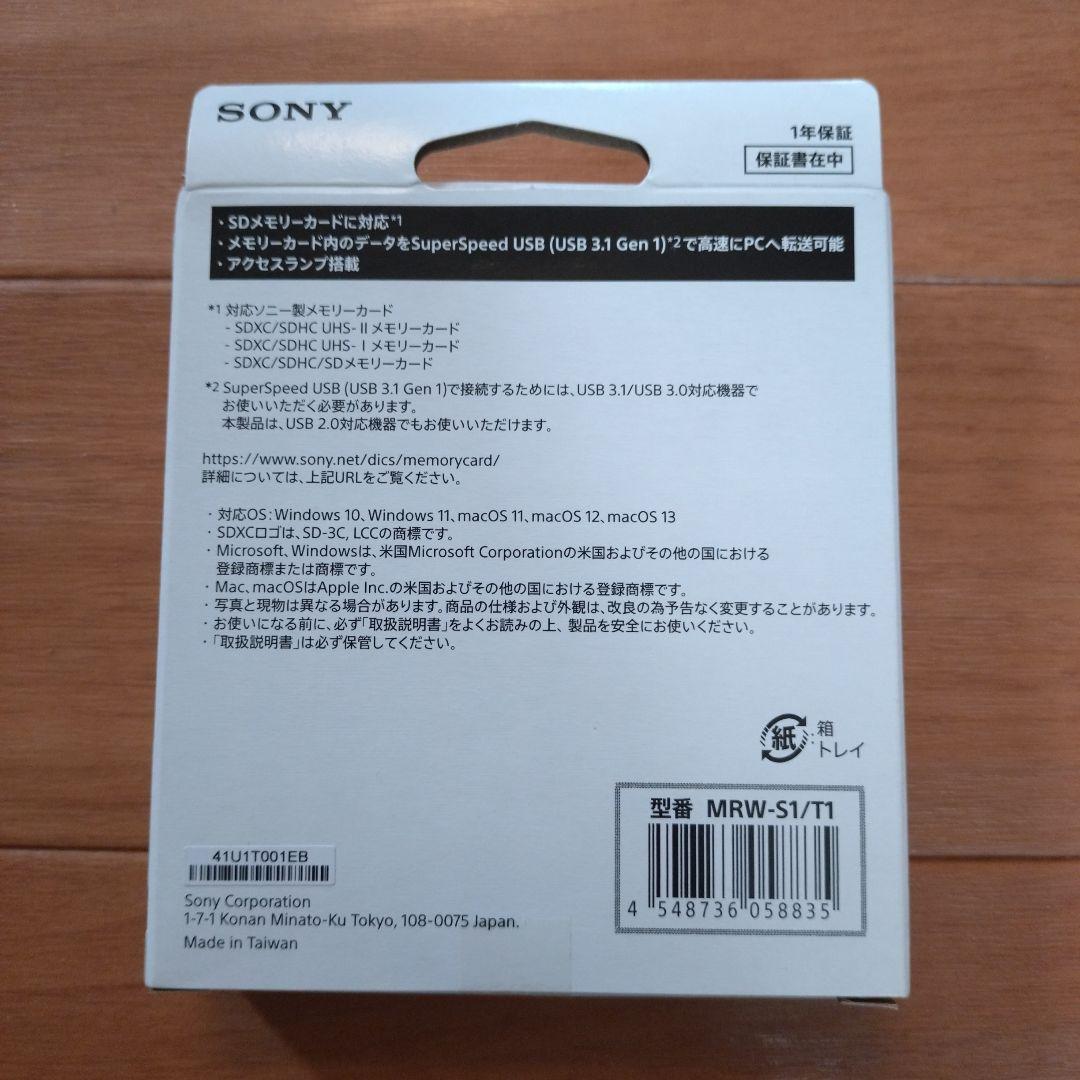 SONY
1年保証
保証書在中
・SDメモリーカードに対応*1
・メモリーカード内のデータをSuperSpeed USB (USB 3.1 Gen 1)*2で高速にPCへ転送可能
・アクセスランプ搭載
*1 対応ソニー製メモリーカード
- SDXC/SDHC UHS-IIメモリーカード
- SDXC/SDHC UHS-Iメモリーカード
- SDXC/SDHC/SDメモリーカード
*2 SuperSpeed USB (USB 3.1 Gen 1)で接続するためには、USB 3.1/USB 3.0対応機器で
お使いいただく必要があります。
本製品は、USB 2.0対応機器でもお使いいただけます。
https://www.sony.net/dics/memorycard/
詳細については、上記URLをご覧ください。
・対応OS：Windows 10、Windows 11、macOS 11、macOS 12、macOS 13
・SDXCロゴは、SD-3C, LCCの商標です。
・Microsoft、Windowsは、米国Microsoft Corporationの米国およびその他の国における
登録商標または商標です。
・Mac、macOSはApple Inc.の米国およびその他の国における登録商標です。
・写真と現物は異なる場合があります。商品の仕様および外観は、改良の為予告なく変更することがあります。
・お使いになる前に、必ず「取扱説明書」をよくお読みの上、製品を安全にお使いください。
・「取扱説明書」は必ず保管してください。
紙：箱
トレイ
型番 MRW-S1/T1
4 548736 058835
41U1T001EB
Sony Corporation
1-7-1 Konan Minato-Ku Tokyo, 108-0075 Japan.
Made in Taiwan